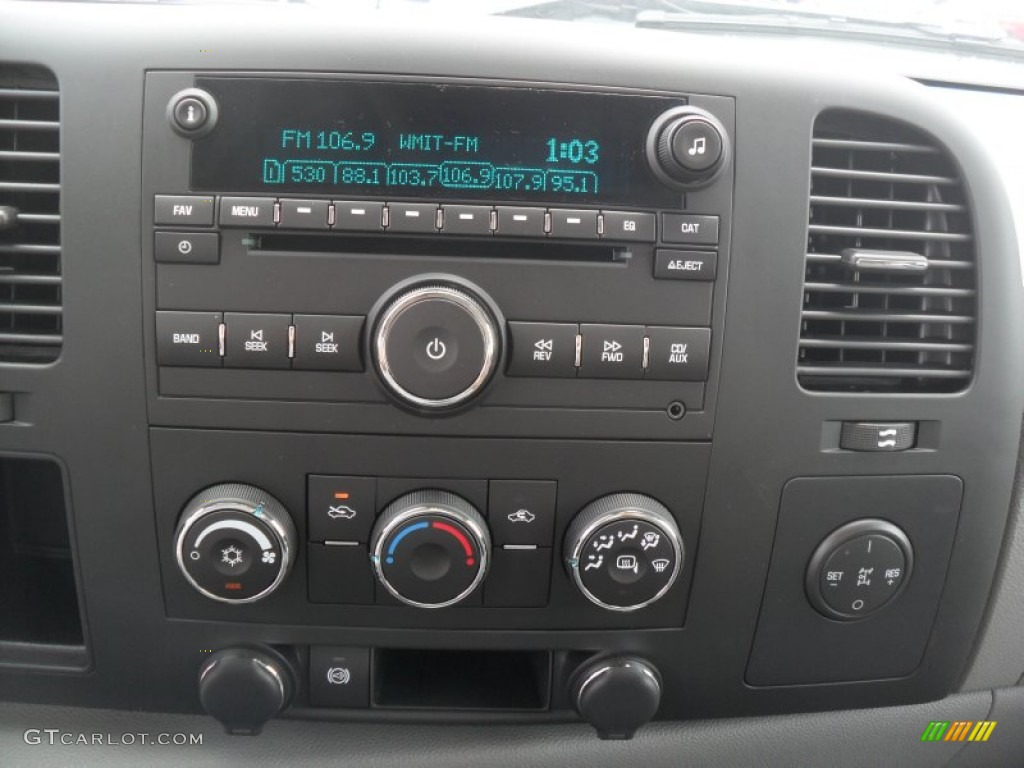 FM 106.9 WMIT-FM 1:03
530 88.1 103.7 106.9 107.9 95.1
FAV MENU EQ CAT
EJECT
BAND SEEK SEEK REV FWD CD/AUX
SET - RES +
GTCARLOT.COM